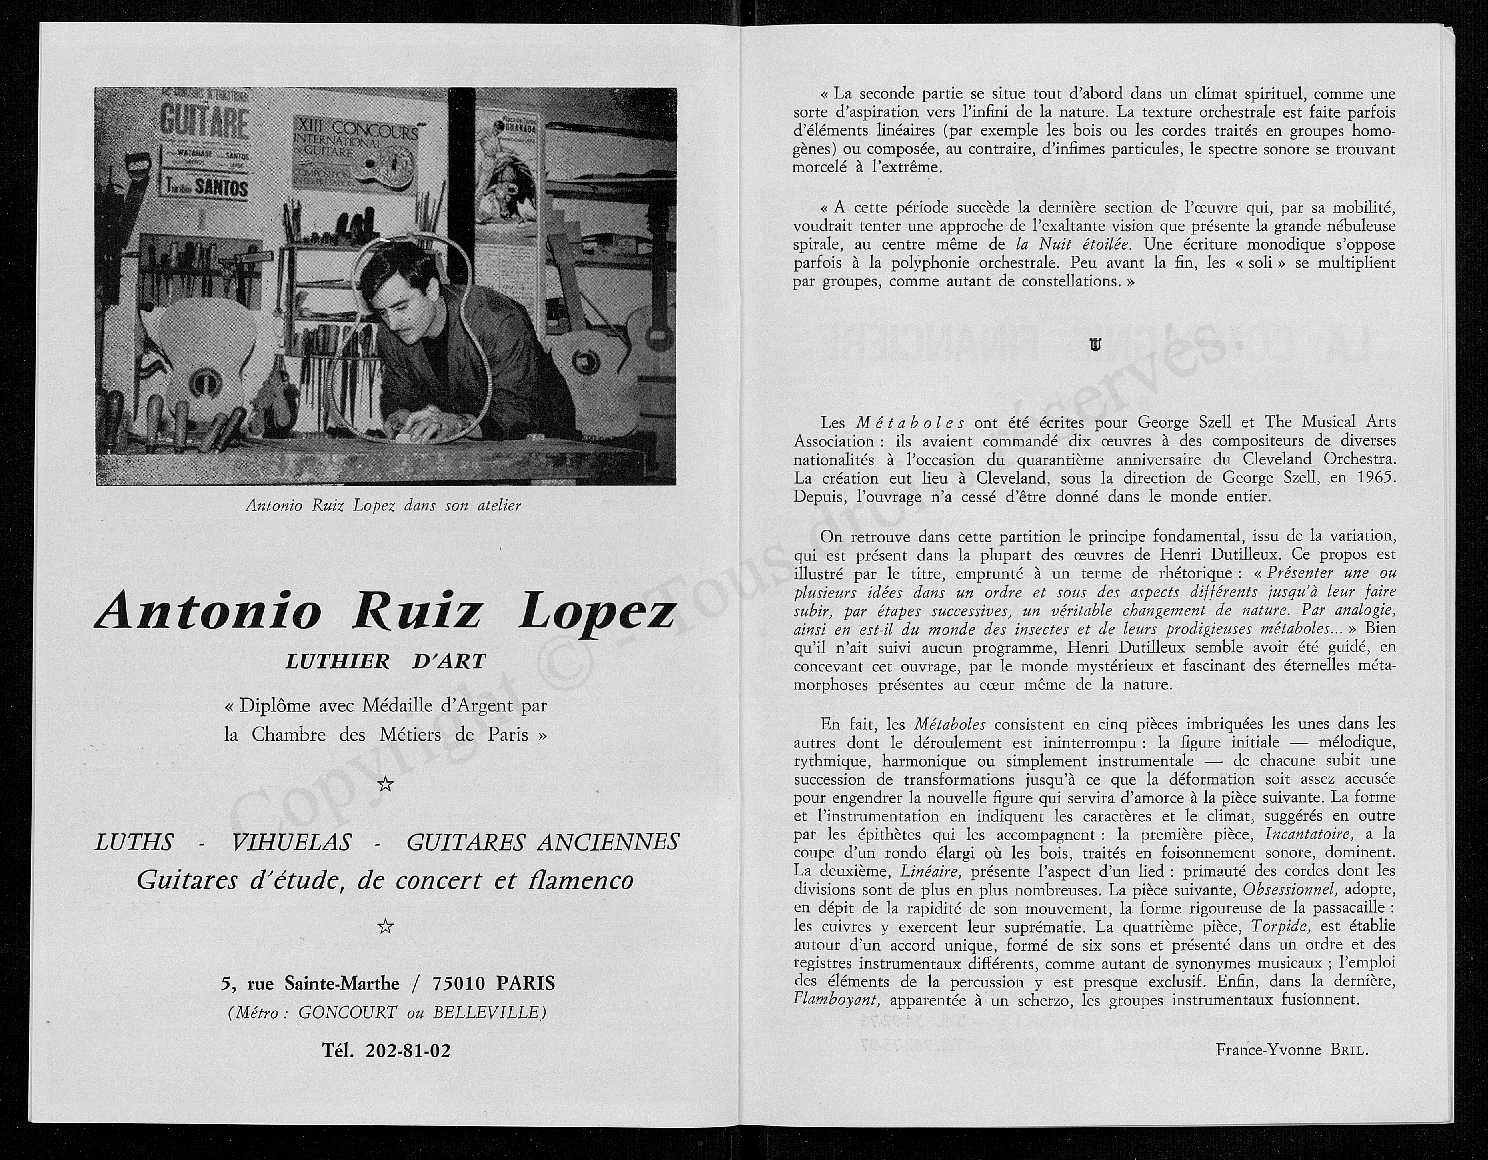 GUITARE
WATANABE SANTOS
SANTOS
XIII CONCOURS
INTERNATIONAL
GUITARE
GRANADA
Antonio Ruiz Lopez dans son atelier
Antonio Ruiz Lopez
LUTHIER D'ART
« Diplôme avec Médaille d'Argent par
la Chambre des Métiers de Paris »
☆
LUTHS - VIHUELAS - GUITARES ANCIENNES
Guitares d'étude, de concert et flamenco
☆
5, rue Sainte-Marthe / 75010 PARIS
(Métro : GONCOURT ou BELLEVILLE)
Tél. 202-81-02
« La seconde partie se situe tout d'abord dans un climat spirituel, comme une
sorte d'aspiration vers l'infini de la nature. La texture orchestrale est faite parfois
d'éléments linéaires (par exemple les bois ou les cordes traités en groupes homo-
gènes) ou composée, au contraire, d'infimes particules, le spectre sonore se trouvant
morcelé à l'extrême.
« A cette période succède la dernière section de l'œuvre qui, par sa mobilité,
voudrait tenter une approche de l'exaltante vision que présente la grande nébuleuse
spirale, au centre même de la Nuit étoilée. Une écriture monodique s'oppose
parfois à la polyphonie orchestrale. Peu avant la fin, les « soli » se multiplient
par groupes, comme autant de constellations. »
Les Métaboles ont été écrites pour George Szell et The Musical Arts
Association : ils avaient commandé dix œuvres à des compositeurs de diverses
nationalités à l'occasion du quarantième anniversaire du Cleveland Orchestra.
La création eut lieu à Cleveland, sous la direction de George Szell, en 1965.
Depuis, l'ouvrage n'a cessé d'être donné dans le monde entier.
On retrouve dans cette partition le principe fondamental, issu de la variation,
qui est présent dans la plupart des œuvres de Henri Dutilleux. Ce propos est
illustré par le titre, emprunté à un terme de rhétorique : « Présenter une ou
plusieurs idées dans un ordre et sous des aspects différents jusqu'à leur faire
subir, par étapes successives, un véritable changement de nature. Par analogie,
ainsi en est-il du monde des insectes et de leurs prodigieuses métaboles... » Bien
qu'il n'ait suivi aucun programme, Henri Dutilleux semble avoir été guidé, en
concevant cet ouvrage, par le monde mystérieux et fascinant des éternelles méta-
morphoses présentes au cœur même de la nature.
En fait, les Métaboles consistent en cinq pièces imbriquées les unes dans les
autres dont le déroulement est ininterrompu : la figure initiale — mélodique,
rythmique, harmonique ou simplement instrumentale — de chacune subit une
succession de transformations jusqu'à ce que la déformation soit assez accusée
pour engendrer la nouvelle figure qui servira d'amorce à la pièce suivante. La forme
et l'instrumentation en indiquent les caractères et le climat, suggérés en outre
par les épithètes qui les accompagnent : la première pièce, Incantatoire, a la
coupe d'un rondo élargi où les bois, traités en foisonnement sonore, dominent.
La deuxième, Linéaire, présente l'aspect d'un lied : primauté des cordes dont les
divisions sont de plus en plus nombreuses. La pièce suivante, Obsessionnel, adopte,
en dépit de la rapidité de son mouvement, la forme rigoureuse de la passacaille :
les cuivres y exercent leur suprématie. La quatrième pièce, Torpide, est établie
autour d'un accord unique, formé de six sons et présenté dans un ordre et des
registres instrumentaux différents, comme autant de synonymes musicaux ; l'emploi
des éléments de la percussion y est presque exclusif. Enfin, dans la dernière,
Flamboyant, apparentée à un scherzo, les groupes instrumentaux fusionnent.
France-Yvonne BRIL.
Copyright © - Tous droits réservés.